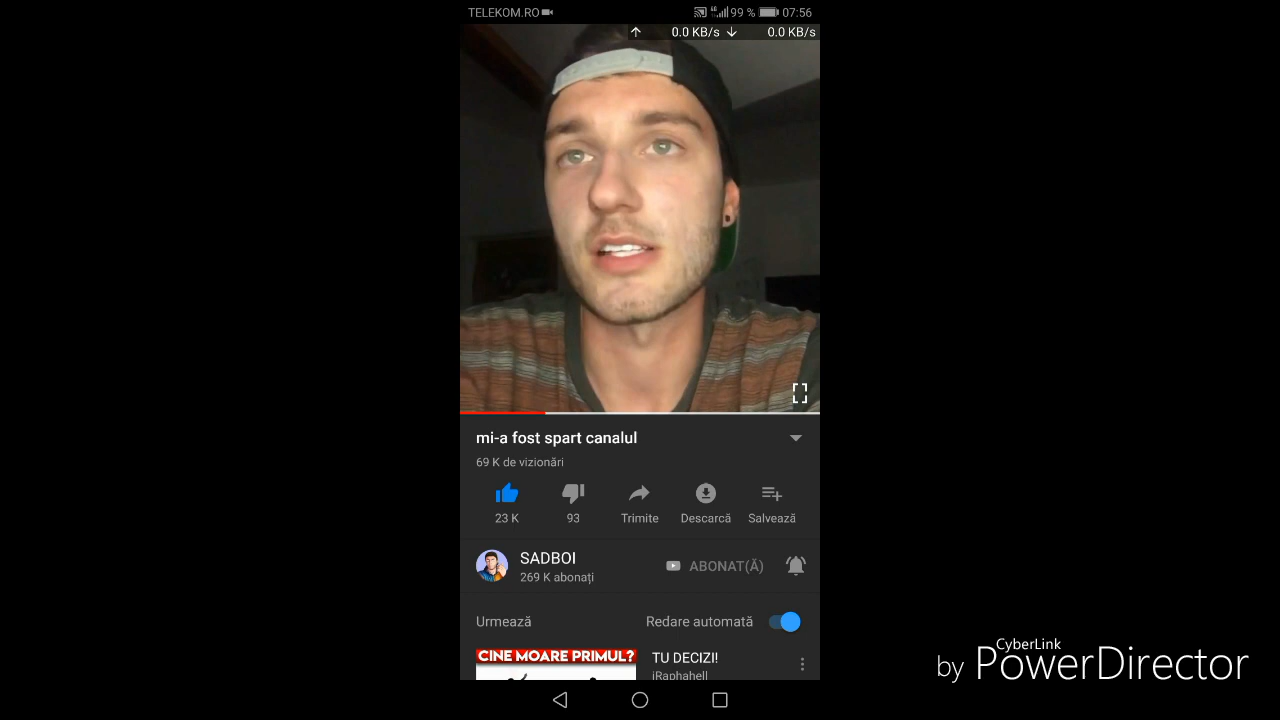 TELEKOM.RO
99 % 07:56
0.0 KB/s 0.0 KB/s
mi-a fost spart canalul
69 K de vizionări
23 K 93 Trimite Descarcă Salvează
SADBOI
269 K abonați
ABONAT(Ă)
Urmează Redare automată
CINE MOARE PRIMUL?
TU DECIZI!
iRaphahell
by CyberLink
PowerDirector